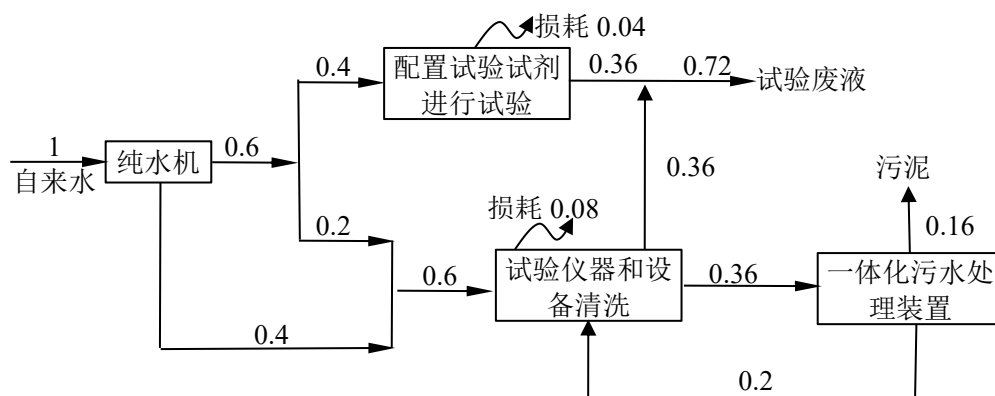 损耗 0.04
0.4
配置试验试剂
进行试验
0.36
0.72
试验废液
1
自来水
纯水机
0.6
0.36
污泥
0.16
损耗 0.08
0.2
0.6
试验仪器和设
备清洗
0.36
一体化污水处
理装置
0.4
0.2